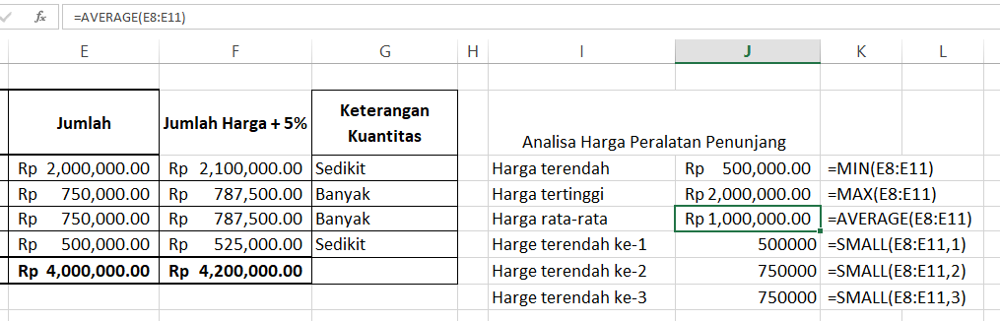 fx =AVERAGE(E8:E11)
E F G H I J K L
Jumlah Jumlah Harga + 5% Keterangan
Kuantitas
Analisa Harga Peralatan Penunjang
Rp 2,000,000.00 Rp 2,100,000.00 Sedikit Harga terendah Rp 500,000.00 =MIN(E8:E11)
Rp 750,000.00 Rp 787,500.00 Banyak Harga tertinggi Rp 2,000,000.00 =MAX(E8:E11)
Rp 750,000.00 Rp 787,500.00 Banyak Harga rata-rata Rp 1,000,000.00 =AVERAGE(E8:E11)
Rp 500,000.00 Rp 525,000.00 Sedikit Harge terendah ke-1 500000 =SMALL(E8:E11,1)
Rp 4,000,000.00 Rp 4,200,000.00 Harge terendah ke-2 750000 =SMALL(E8:E11,2)
Harge terendah ke-3 750000 =SMALL(E8:E11,3)